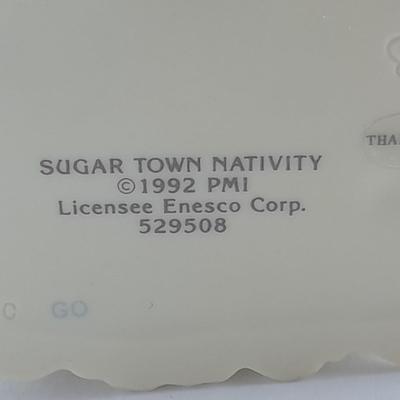 SUGAR TOWN NATIVITY
©1992 PMI
Licensee Enesco Corp.
529508
C GO